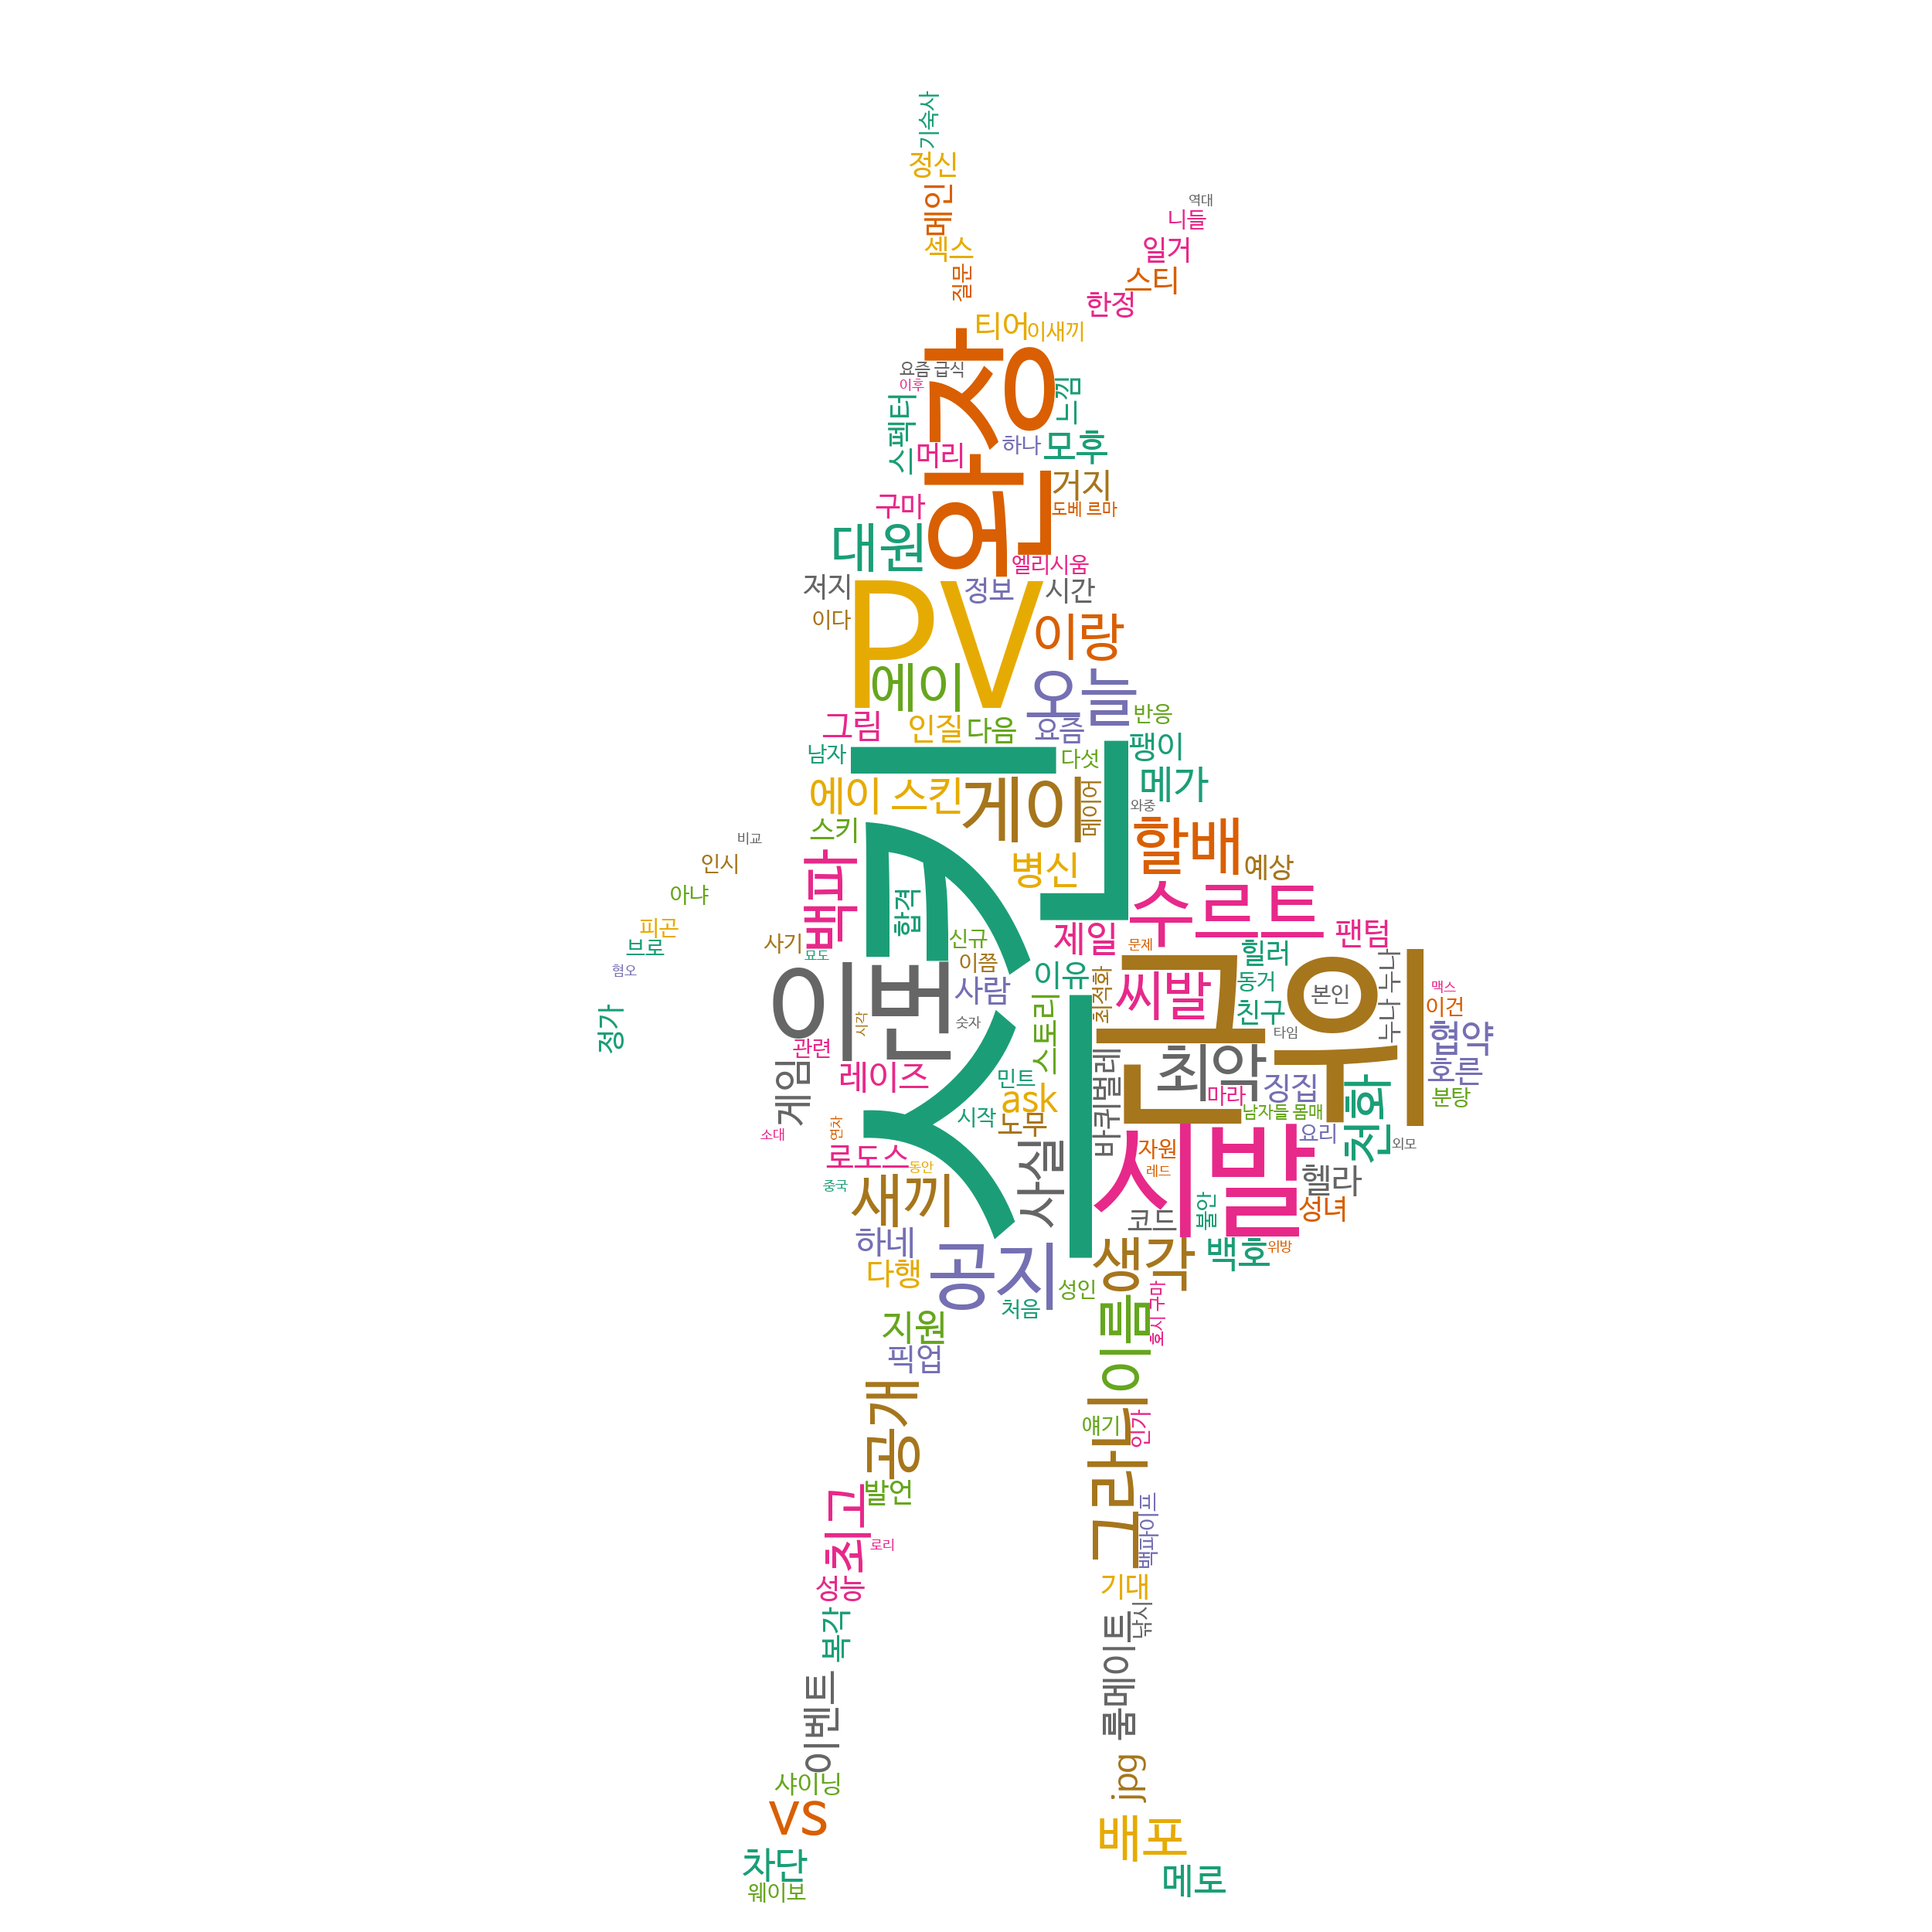 기숙사
정신
메인
역대
니들
섹스
일거
질문
스티
한정
티어
이새끼
완장
요즘 급식
이후
느낌
스펙터
머리
하나
모후
거지
구마
도베 르마
대원
엘리시움
저지
PV
정보
시간
이다
이랑
에이
오늘
그림
인질
다음
요즘
반응
남자
스킨
다섯
팽이
에이 스킨
게이
메이어
메가
와중
스키
비교
할배
백파
병신
인시
예상
아냐
합격
수르트
피곤
브로
사기
신규
제일
문제
팬텀
묘도
힐러
혐오
이번
이쯤
이유
최적화
근위
누나 누나
사람
씨발
동거
본인
맥스
정가
시각
숫자
스토리
친구
이건
타임
협약
관련
게임
레이즈
민트
바퀴벌레
최악
징집
호른
ask
마라
천화
분탕
시작
노무
남자들 몸매
소대
연차
사실
시발
자원
요리
외모
로도스
동안
레드
중국
새끼
헬라
불안
성녀
코드
하네
공지
생각
백호
위방
다행
성인
처음
이름
호시 구마
지원
픽업
공개
그라니
얘기
인가
발언
최고
백파이프
로리
성능
기대
복각
룸메이트
낚시
이벤트
jpg
샤이닝
vs
배포
차단
메로
웨이보